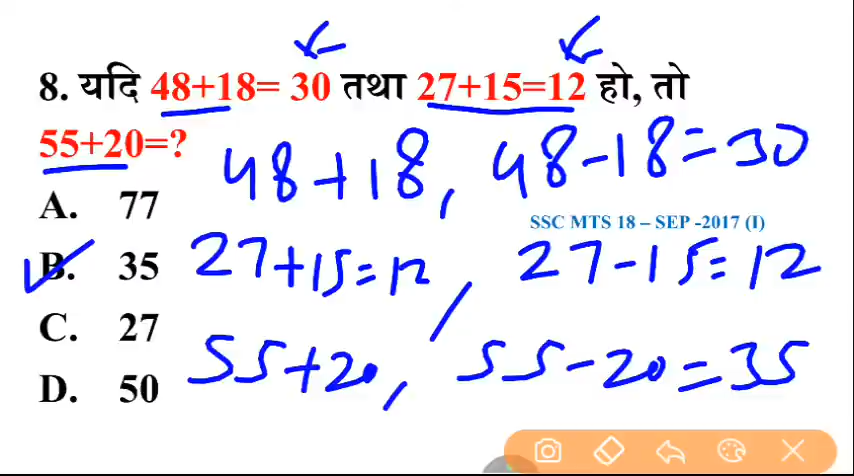 8. यदि 48+18= 30 तथा 27+15=12 हो, तो
55+20=?
48+18, 48-18=30
A. 77
SSC MTS 18 – SEP -2017 (I)
B. 35
27+15=12, 27-15=12
C. 27
55+20, 55-20=35
D. 50